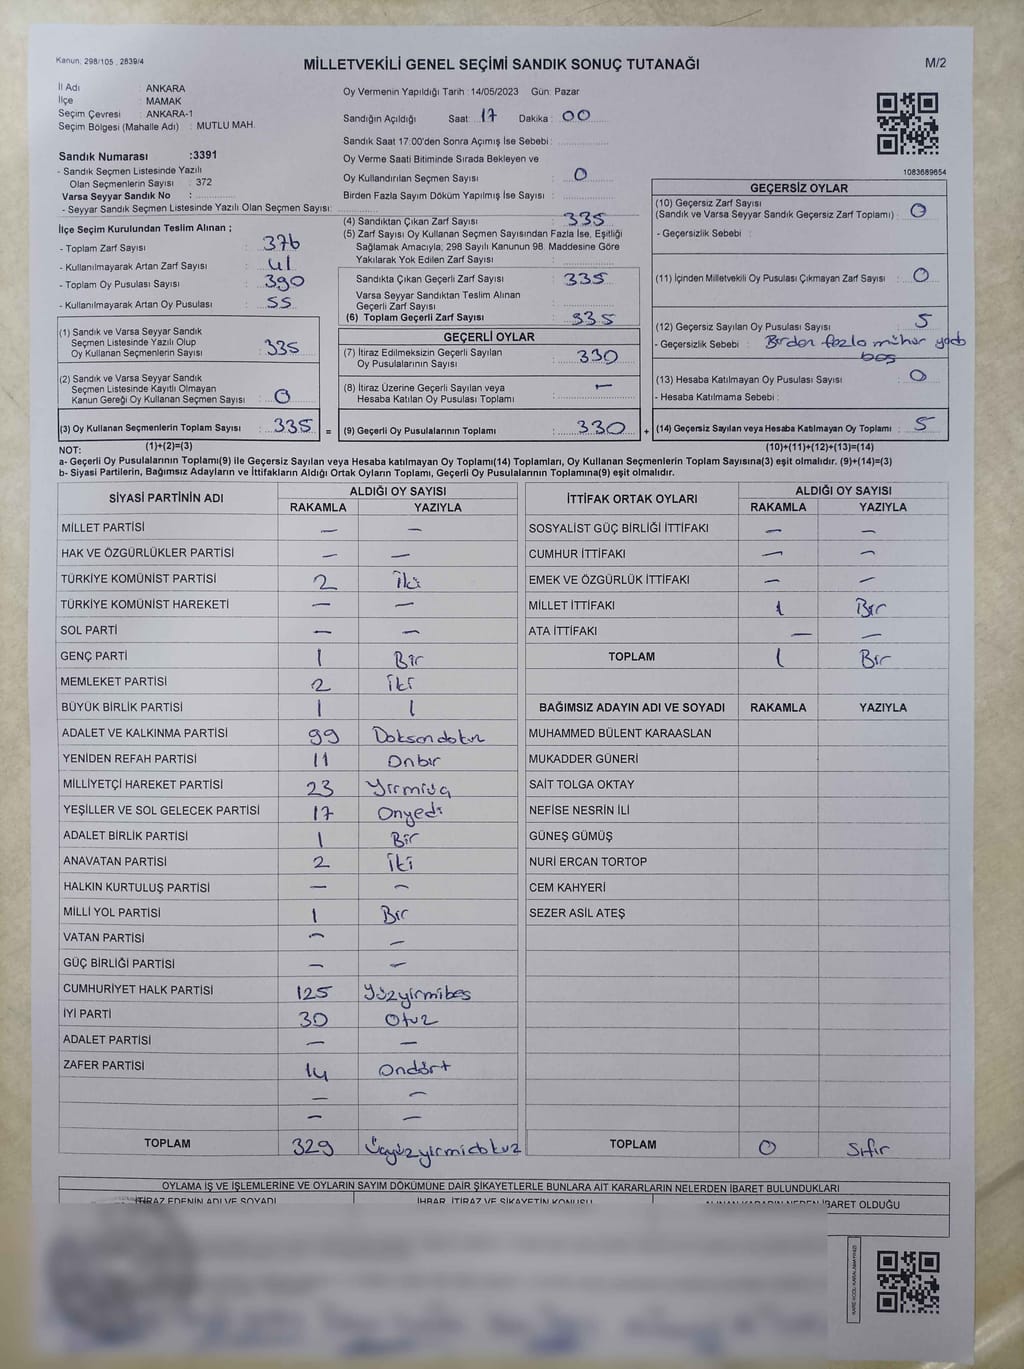 Kanun: 298/105, 2839/4
MİLLETVEKİLİ GENEL SEÇİMİ SANDIK SONUÇ TUTANAĞI
M/2
İl Adı : ANKARA
İlçe : MAMAK
Seçim Çevresi : ANKARA-1
Seçim Bölgesi (Mahalle Adı) : MUTLU MAH.
Sandık Numarası :3391
- Sandık Seçmen Listesinde Yazılı
Olan Seçmenlerin Sayısı : 372
Varsa Seyyar Sandık No :
- Seyyar Sandık Seçmen Listesinde Yazılı Olan Seçmen Sayısı:
İlçe Seçim Kurulundan Teslim Alınan ;
- Toplam Zarf Sayısı : 376
- Kullanılmayarak Artan Zarf Sayısı : 41
- Toplam Oy Pusulası Sayısı : 390
- Kullanılmayarak Artan Oy Pusulası : 55
(1) Sandık ve Varsa Seyyar Sandık
Seçmen Listesinde Yazılı Olup
Oy Kullanan Seçmenlerin Sayısı : 335
(2) Sandık ve Varsa Seyyar Sandık
Seçmen Listesinde Kayıtlı Olmayan
Kanun Gereği Oy Kullanan Seçmen Sayısı : 0
(3) Oy Kullanan Seçmenlerin Toplam Sayısı : 335 =
Oy Vermenin Yapıldığı Tarih :14/05/2023 Gün: Pazar
Sandığın Açıldığı Saat: 17 Dakika : 00
Sandık Saat 17:00'den Sonra Açımış İse Sebebi :
Oy Verme Saati Bitiminde Sırada Bekleyen ve
Oy Kullandırılan Seçmen Sayısı : 0
Birden Fazla Sayım Döküm Yapılmış İse Sayısı :
(4) Sandıktan Çıkan Zarf Sayısı : 335
(5) Zarf Sayısı Oy Kullanan Seçmen Sayısından Fazla İse, Eşitliği
Sağlamak Amacıyla; 298 Sayılı Kanunun 98. Maddesine Göre
Yakılarak Yok Edilen Zarf Sayısı :
Sandıkta Çıkan Geçerli Zarf Sayısı : 335
Varsa Seyyar Sandıktan Teslim Alınan
Geçerli Zarf Sayısı :
(6) Toplam Geçerli Zarf Sayısı : 335
GEÇERLİ OYLAR
(7) İtiraz Edilmeksizin Geçerli Sayılan
Oy Pusulalarının Sayısı : 330
(8) İtiraz Üzerine Geçerli Sayılan veya
Hesaba Katılan Oy Pusulası Toplamı : —
(9) Geçerli Oy Pusulalarının Toplamı : 330 +
1083689654
GEÇERSİZ OYLAR
(10) Geçersiz Zarf Sayısı
(Sandık ve Varsa Seyyar Sandık Geçersiz Zarf Toplamı) : 0
- Geçersizlik Sebebi :
(11) İçinden Milletvekili Oy Pusulası Çıkmayan Zarf Sayısı : 0
(12) Geçersiz Sayılan Oy Pusulası Sayısı : 5
- Geçersizlik Sebebi : Birden fazla mühür yada
boş
(13) Hesaba Katılmayan Oy Pusulası Sayısı : 0
- Hesaba Katılmama Sebebi :
(14) Geçersiz Sayılan veya Hesaba Katılmayan Oy Toplamı : 5
NOT: (1)+(2)=(3) (10)+(11)+(12)+(13)=(14)
a- Geçerli Oy Pusulalarının Toplamı(9) ile Geçersiz Sayılan veya Hesaba katılmayan Oy Toplamı(14) Toplamları, Oy Kullanan Seçmenlerin Toplam Sayısına(3) eşit olmalıdır. (9)+(14)=(3)
b- Siyasi Partilerin, Bağımsız Adayların ve İttifakların Aldığı Ortak Oyların Toplamı, Geçerli Oy Pusulalarının Toplamına(9) eşit olmalıdır.
SİYASİ PARTİNİN ADI ALDIĞI OY SAYISI
RAKAMLA YAZIYLA
MİLLET PARTİSİ — —
HAK VE ÖZGÜRLÜKLER PARTİSİ — —
TÜRKİYE KOMÜNİST PARTİSİ 2 İki
TÜRKİYE KOMÜNİST HAREKETİ — —
SOL PARTİ — —
GENÇ PARTİ 1 Bir
MEMLEKET PARTİSİ 2 İki
BÜYÜK BİRLİK PARTİSİ 1 1
ADALET VE KALKINMA PARTİSİ 99 Doksandokuz
YENİDEN REFAH PARTİSİ 11 Onbir
MİLLİYETÇİ HAREKET PARTİSİ 23 Yirmiüç
YEŞİLLER VE SOL GELECEK PARTİSİ 17 Onyedi
ADALET BİRLİK PARTİSİ 1 Bir
ANAVATAN PARTİSİ 2 İki
HALKIN KURTULUŞ PARTİSİ — —
MİLLİ YOL PARTİSİ 1 Bir
VATAN PARTİSİ — —
GÜÇ BİRLİĞİ PARTİSİ — —
CUMHURİYET HALK PARTİSİ 125 Yüzyirmibeş
İYİ PARTİ 30 Otuz
ADALET PARTİSİ — —
ZAFER PARTİSİ 14 Ondört
— —
— —
TOPLAM 329 Üçyüzyirmidokuz
İTTİFAK ORTAK OYLARI ALDIĞI OY SAYISI
RAKAMLA YAZIYLA
SOSYALİST GÜÇ BİRLİĞİ İTTİFAKI — —
CUMHUR İTTİFAKI — —
EMEK VE ÖZGÜRLÜK İTTİFAKI — —
MİLLET İTTİFAKI 1 Bir
ATA İTTİFAKI — —
TOPLAM 1 Bir
BAĞIMSIZ ADAYIN ADI VE SOYADI RAKAMLA YAZIYLA
MUHAMMED BÜLENT KARAASLAN
MUKADDER GÜNERİ
SAİT TOLGA OKTAY
NEFİSE NESRİN İLİ
GÜNEŞ GÜMÜŞ
NURİ ERCAN TORTOP
CEM KAHYERİ
SEZER ASİL ATEŞ
TOPLAM 0 Sıfır
OYLAMA İŞ VE İŞLEMLERİNE VE OYLARIN SAYIM DÖKÜMÜNE DAİR ŞİKAYETLERLE BUNLARA AİT KARARLARIN NELERDEN İBARET BULUNDUKLARI
İTİRAZ EDENİN ADI VE SOYADI İHBAR, İTİRAZ VE ŞİKAYETİN KONUSU ALINAN KARARIN NEDEN İBARET OLDUĞU